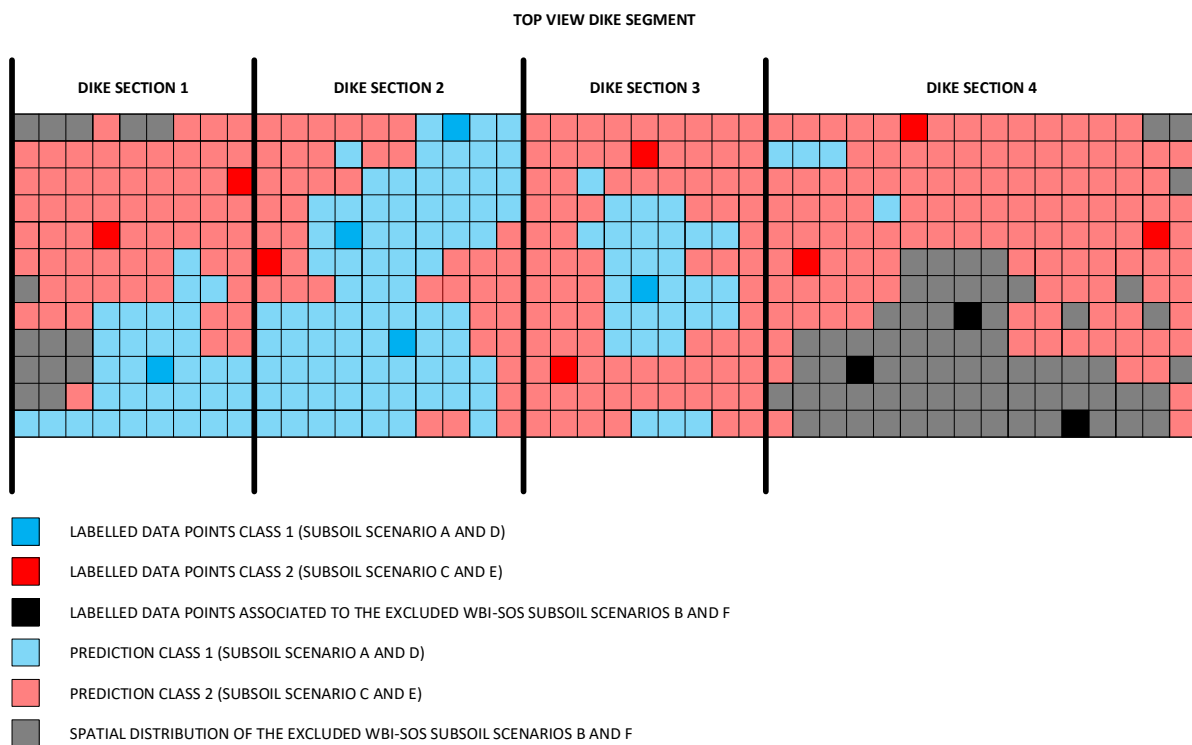 TOP VIEW DIKE SEGMENT
DIKE SECTION 1
DIKE SECTION 2
DIKE SECTION 3
DIKE SECTION 4
LABELLED DATA POINTS CLASS 1 (SUBSOIL SCENARIO A AND D)
LABELLED DATA POINTS CLASS 2 (SUBSOIL SCENARIO C AND E)
LABELLED DATA POINTS ASSOCIATED TO THE EXCLUDED WBI-SOS SUBSOIL SCENARIOS B AND F
PREDICTION CLASS 1 (SUBSOIL SCENARIO A AND D)
PREDICTION CLASS 2 (SUBSOIL SCENARIO C AND E)
SPATIAL DISTRIBUTION OF THE EXCLUDED WBI-SOS SUBSOIL SCENARIOS B AND F